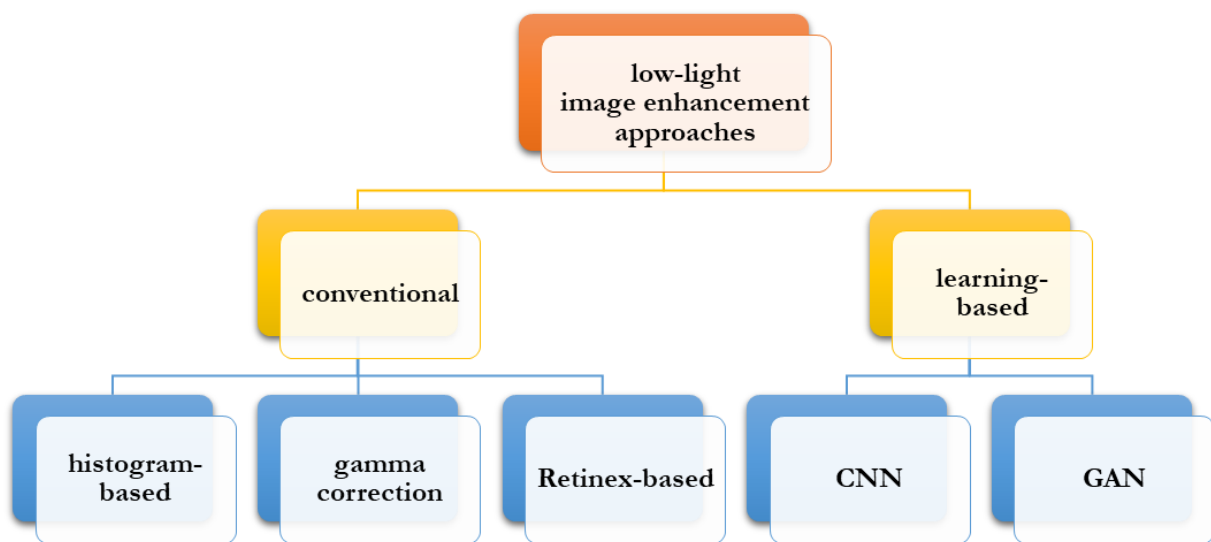 low-light
image enhancement
approaches
conventional
learning-
based
histogram-
based
gamma
correction
Retinex-based
CNN
GAN